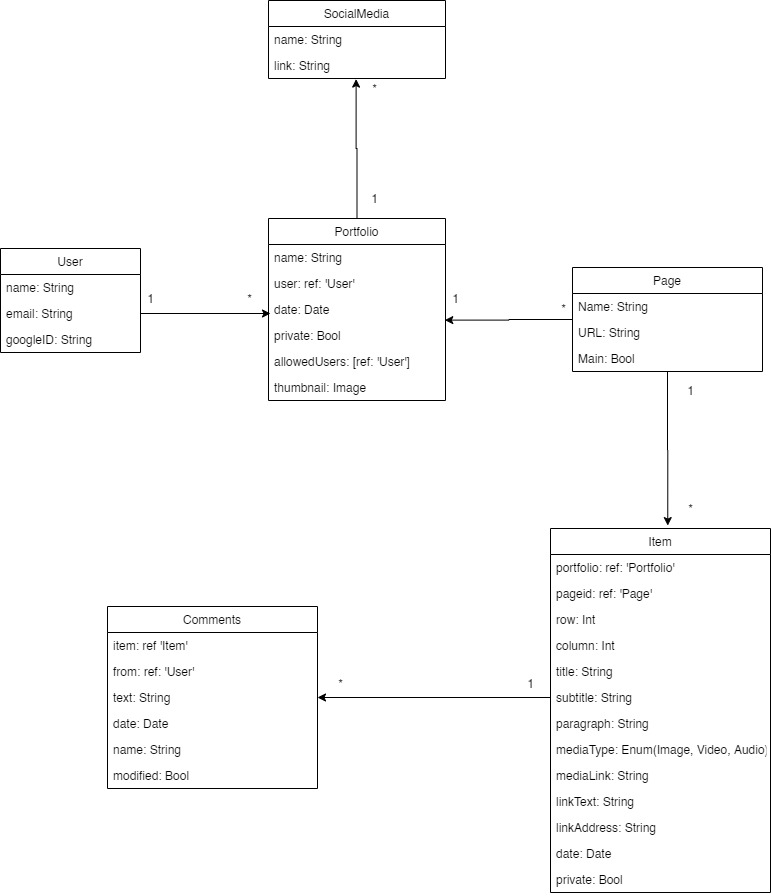 SocialMedia
name: String
link: String
*
1
Portfolio
name: String
user: ref: 'User'
date: Date
private: Bool
allowedUsers: [ref: 'User']
thumbnail: Image
User
name: String
email: String
googleID: String
1
*
1
*
Page
Name: String
URL: String
Main: Bool
1
*
Item
portfolio: ref: 'Portfolio'
pageid: ref: 'Page'
row: Int
column: Int
title: String
subtitle: String
paragraph: String
mediaType: Enum(Image, Video, Audio)
mediaLink: String
linkText: String
linkAddress: String
date: Date
private: Bool
Comments
item: ref 'Item'
from: ref: 'User'
text: String
date: Date
name: String
modified: Bool
*
1